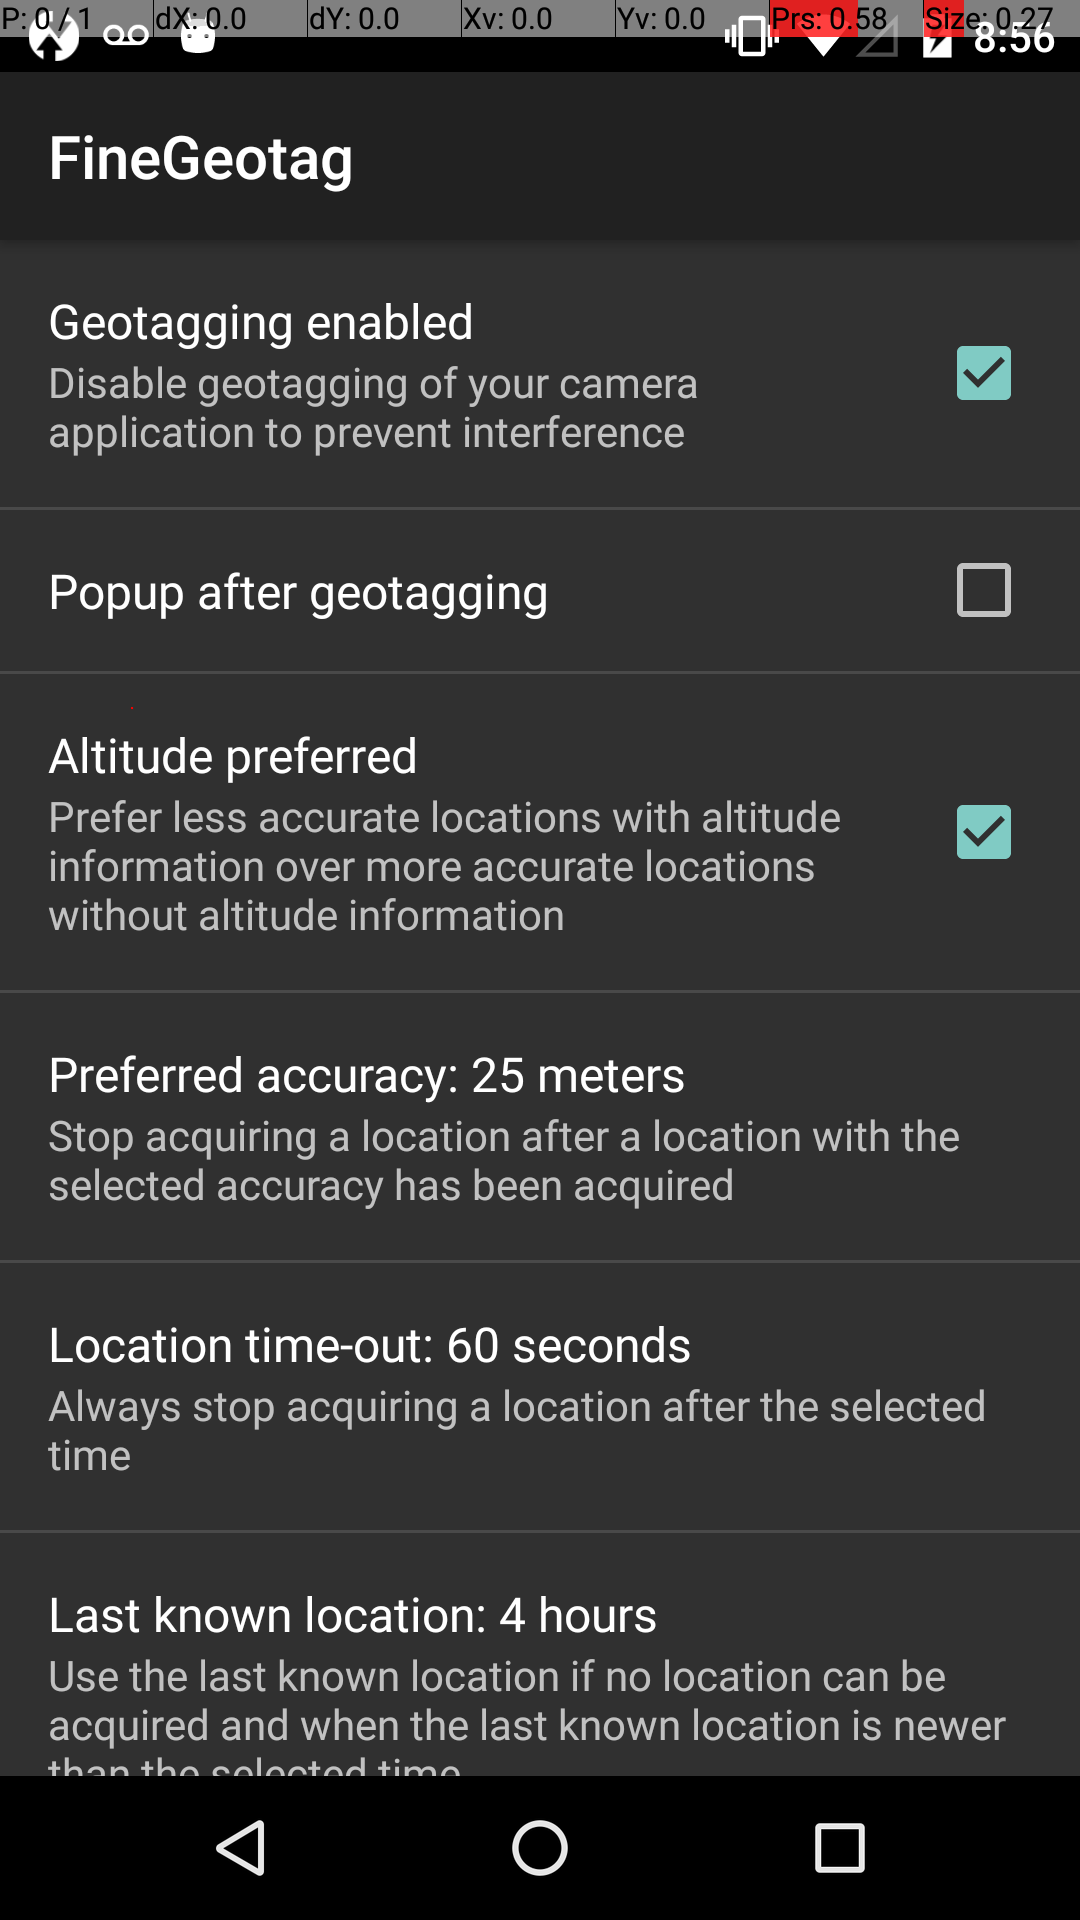 P: 0 / 1 dX: 0.0 dY: 0.0 Xv: 0.0 Yv: 0.0 Prs: 0.58 Size: 0.27
8:56
FineGeotag
Geotagging enabled
Disable geotagging of your camera
application to prevent interference
Popup after geotagging
Altitude preferred
Prefer less accurate locations with altitude
information over more accurate locations
without altitude information
Preferred accuracy: 25 meters
Stop acquiring a location after a location with the
selected accuracy has been acquired
Location time-out: 60 seconds
Always stop acquiring a location after the selected
time
Last known location: 4 hours
Use the last known location if no location can be
acquired and when the last known location is newer
than the selected time